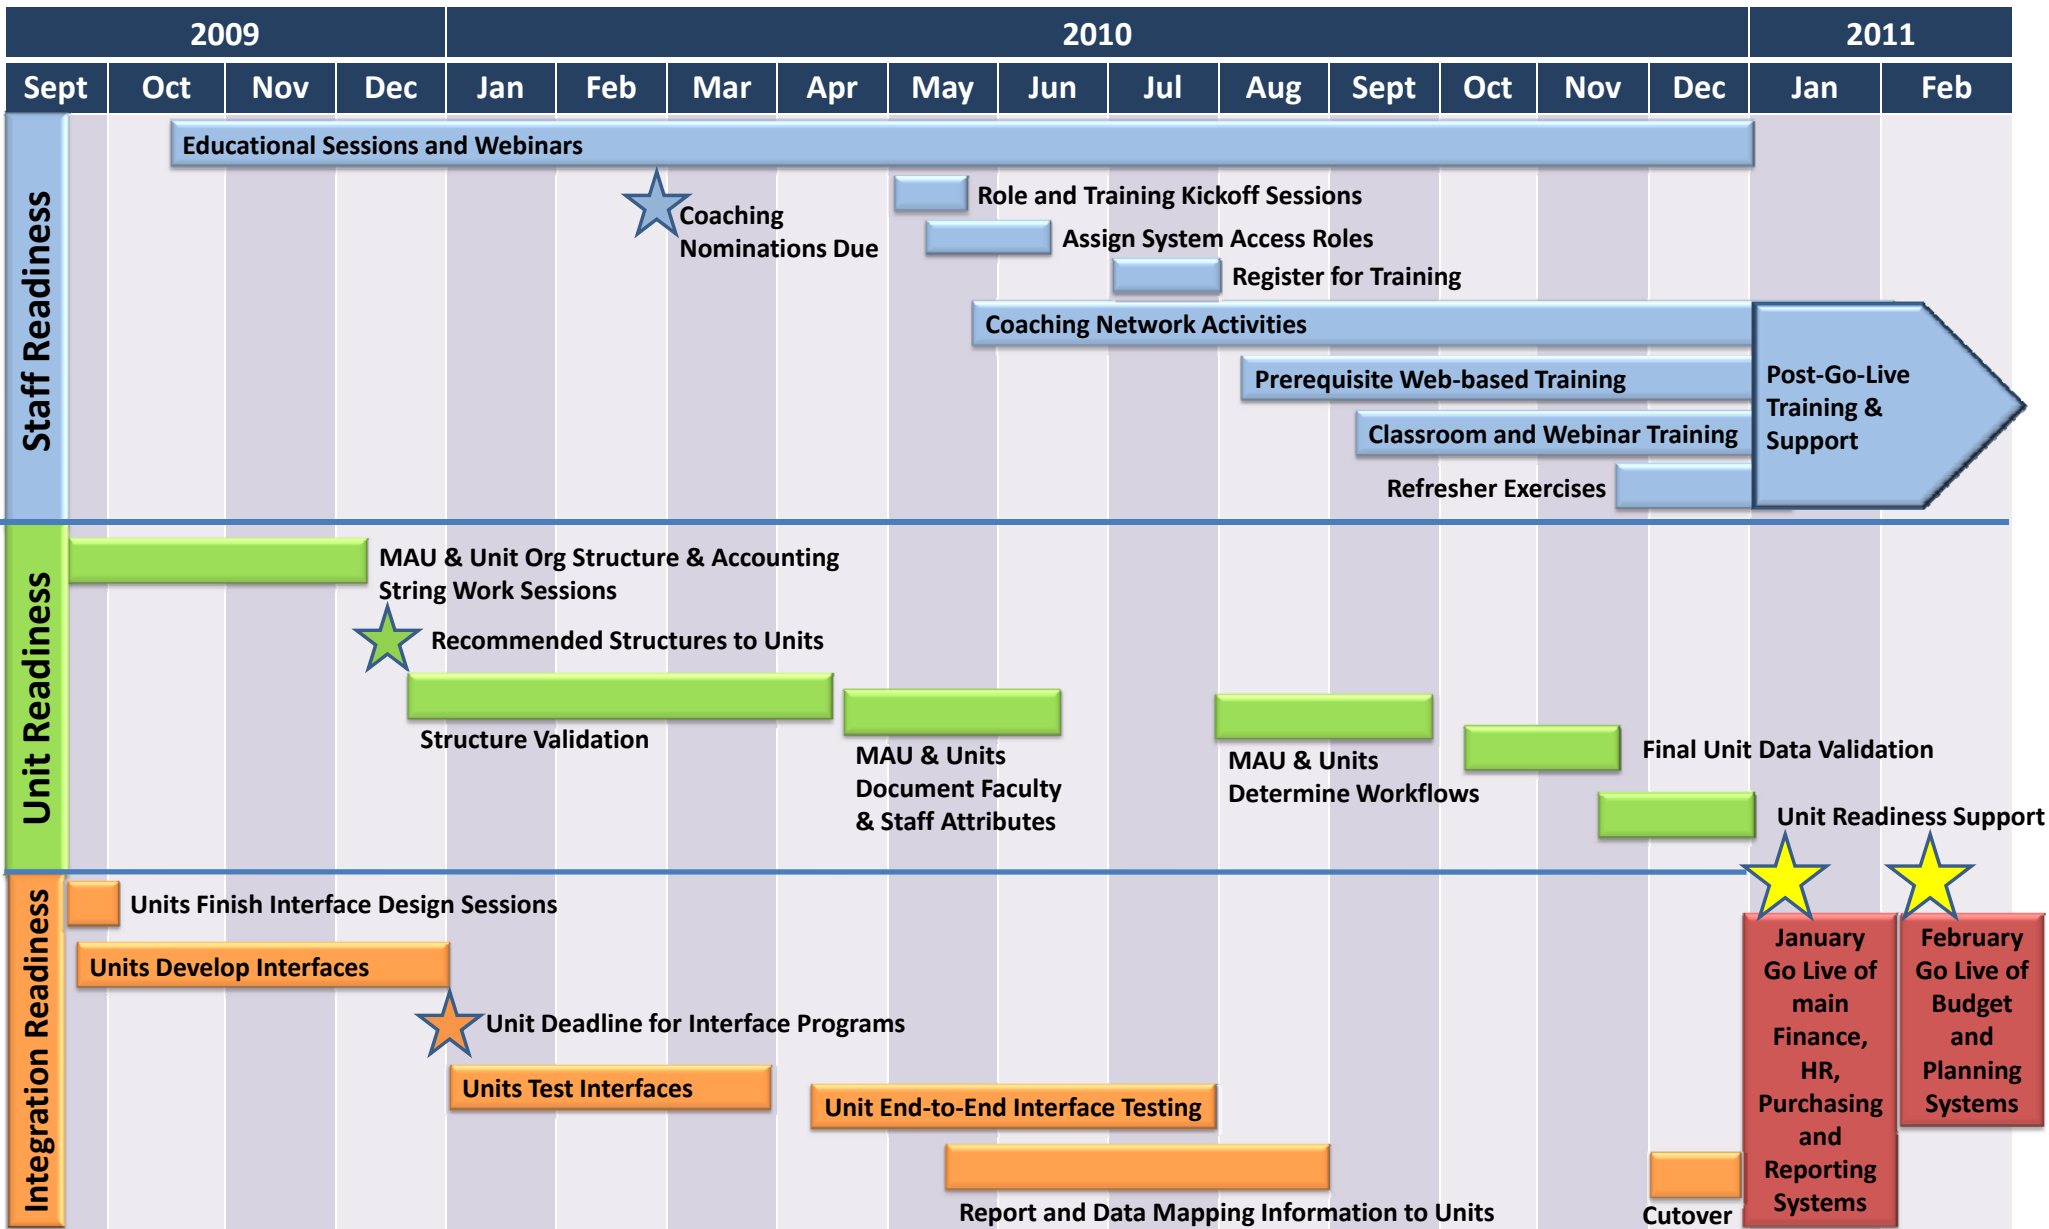 2009 2010 2011
Sept Oct Nov Dec Jan Feb Mar Apr May Jun Jul Aug Sept Oct Nov Dec Jan Feb
Staff Readiness
Educational Sessions and Webinars
Coaching
Nominations Due
Role and Training Kickoff Sessions
Assign System Access Roles
Register for Training
Coaching Network Activities
Prerequisite Web-based Training
Classroom and Webinar Training
Refresher Exercises
Post-Go-Live
Training &
Support
Unit Readiness
MAU & Unit Org Structure & Accounting
String Work Sessions
Recommended Structures to Units
Structure Validation
MAU & Units
Document Faculty
& Staff Attributes
MAU & Units
Determine Workflows
Final Unit Data Validation
Unit Readiness Support
Integration Readiness
Units Finish Interface Design Sessions
Units Develop Interfaces
Unit Deadline for Interface Programs
Units Test Interfaces
Unit End-to-End Interface Testing
Report and Data Mapping Information to Units
Cutover
January
Go Live of
main
Finance,
HR,
Purchasing
and
Reporting
Systems
February
Go Live of
Budget
and
Planning
Systems